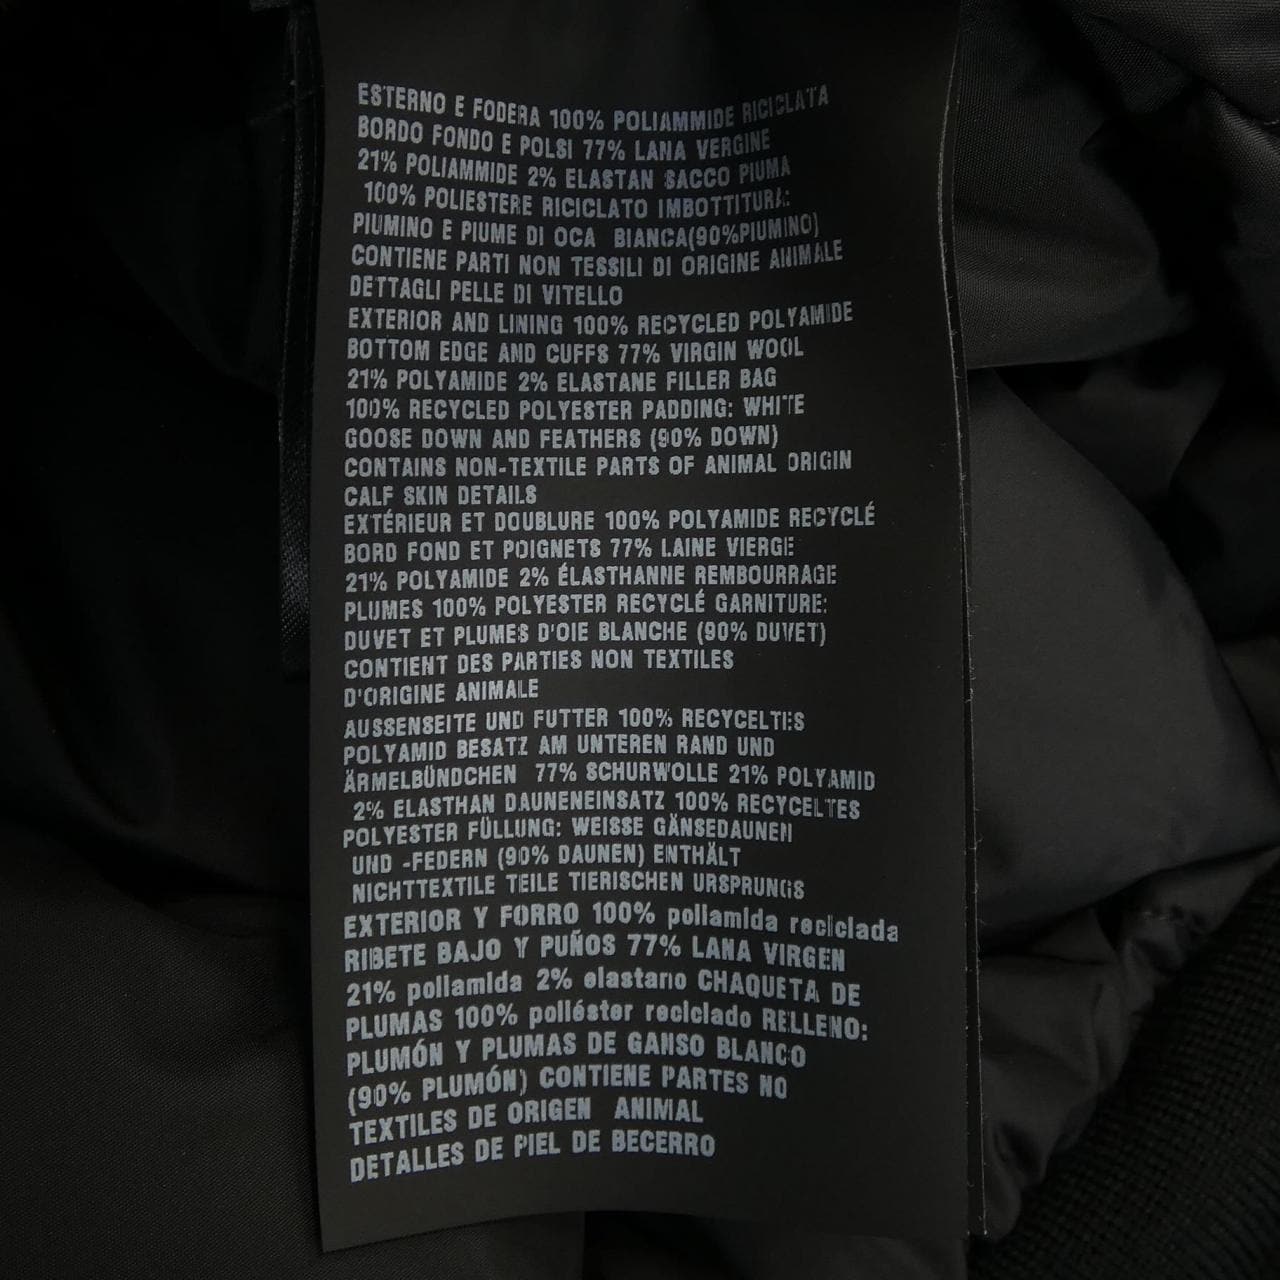 ESTERNO E FODERA 100% POLIAMMIDE RICICLATA
BORDO FONDO E POLSI 77% LANA VERGINE
21% POLIAMMIDE 2% ELASTAN SACCO PIUMA
100% POLIESTERE RICICLATO IMBOTTITURA:
PIUMINO E PIUME DI OCA BIANCA(90%PIUMINO)
CONTIENE PARTI NON TESSILI DI ORIGINE ANIMALE
DETTAGLI PELLE DI VITELLO
EXTERIOR AND LINING 100% RECYCLED POLYAMIDE
BOTTOM EDGE AND CUFFS 77% VIRGIN WOOL
21% POLYAMIDE 2% ELASTANE FILLER BAG
100% RECYCLED POLYESTER PADDING: WHITE
GOOSE DOWN AND FEATHERS (90% DOWN)
CONTAINS NON-TEXTILE PARTS OF ANIMAL ORIGIN
CALF SKIN DETAILS
EXTÉRIEUR ET DOUBLURE 100% POLYAMIDE RECYCLÉ
BORD FOND ET POIGNETS 77% LAINE VIERGE
21% POLYAMIDE 2% ÉLASTHANNE REMBOURRAGE
PLUMES 100% POLYESTER RECYCLÉ GARNITURE:
DUVET ET PLUMES D'OIE BLANCHE (90% DUVET)
CONTIENT DES PARTIES NON TEXTILES
D'ORIGINE ANIMALE
AUSSENSEITE UND FUTTER 100% RECYCELTES
POLYAMID BESATZ AM UNTEREN RAND UND
ÄRMELBÜNDCHEN 77% SCHURWOLLE 21% POLYAMID
2% ELASTHAN DAUNENEINSATZ 100% RECYCELTES
POLYESTER FÜLLUNG: WEISSE GÄNSEDAUNEN
UND -FEDERN (90% DAUNEN) ENTHÄLT
NICHTTEXTILE TEILE TIERISCHEN URSPRUNGS
EXTERIOR Y FORRO 100% poliamida reciclada
RIBETE BAJO Y PUÑOS 77% LANA VIRGEN
21% poliamida 2% elastano CHAQUETA DE
PLUMAS 100% poliéster reciclado RELLENO:
PLUMÓN Y PLUMAS DE GANSO BLANCO
(90% PLUMÓN) CONTIENE PARTES NO
TEXTILES DE ORIGEN ANIMAL
DETALLES DE PIEL DE BECERRO